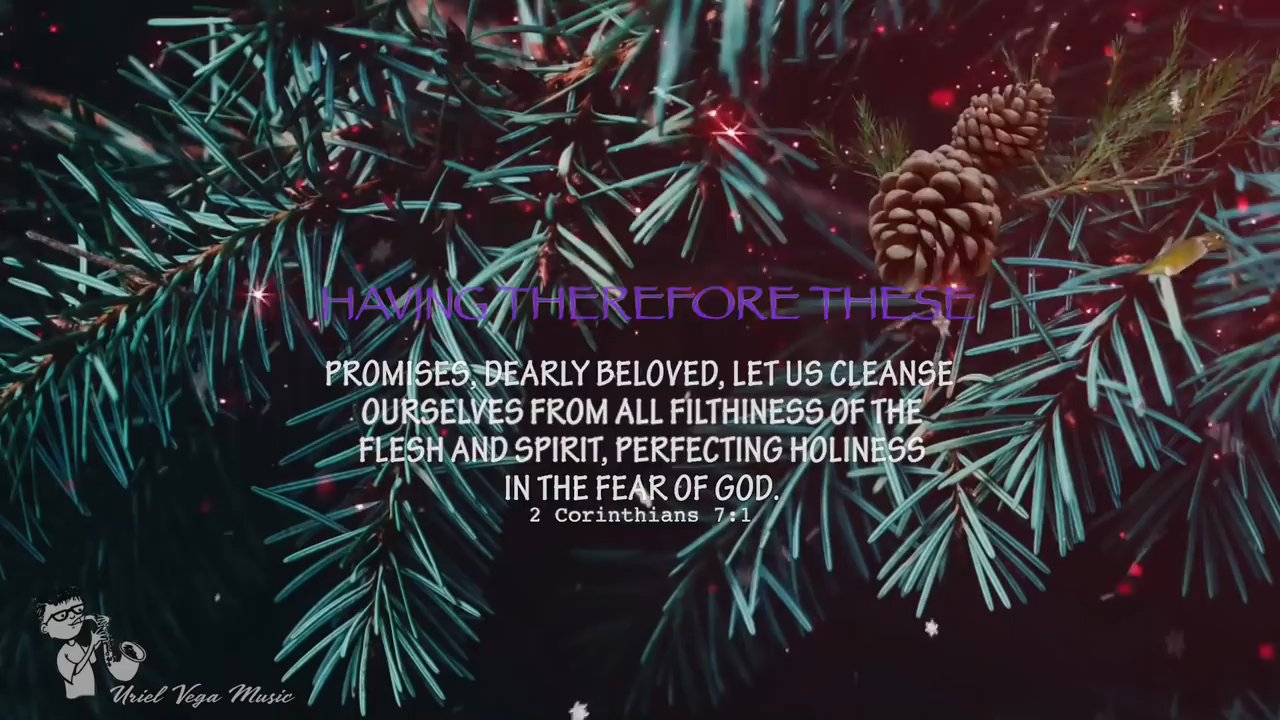 HAVING THEREFORE THESE
PROMISES, DEARLY BELOVED, LET US CLEANSE
OURSELVES FROM ALL FILTHINESS OF THE
FLESH AND SPIRIT, PERFECTING HOLINESS
IN THE FEAR OF GOD.
2 Corinthians 7:1
Uriel Vega Music